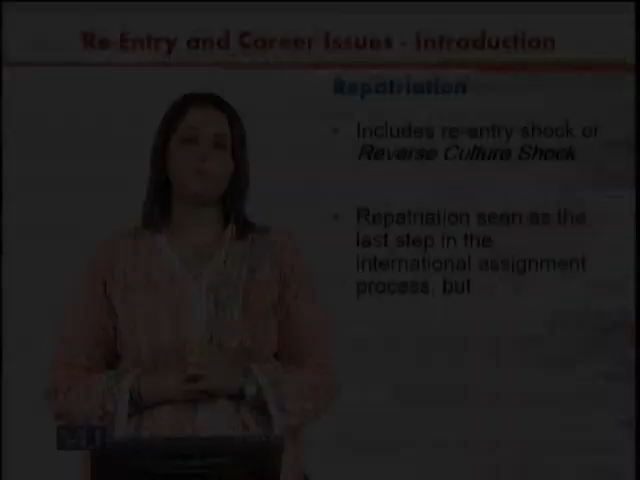 Re-Entry and Career Issues - Introduction
Repatriation
• Includes re-entry shock or
Reverse Culture Shock
• Repatriation seen as the
last step in the
international assignment
process, but